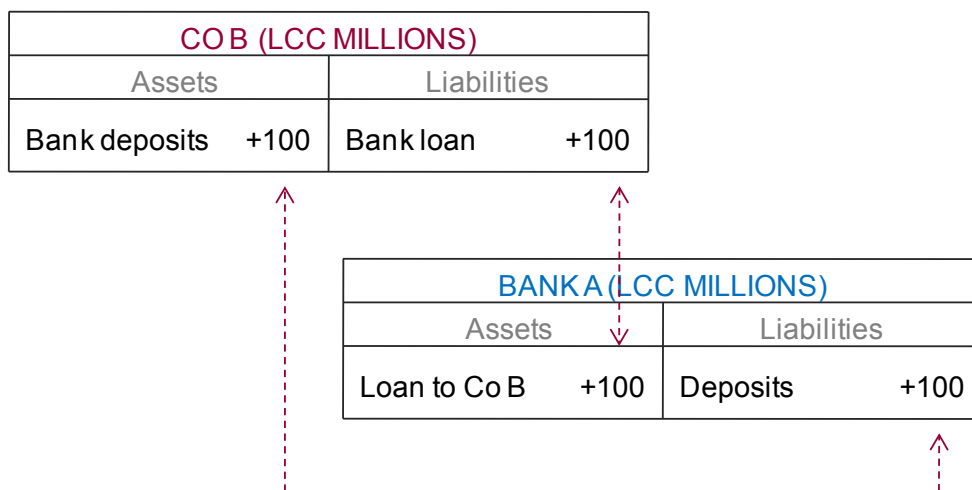 CO B (LCC MILLIONS)
Assets Liabilities
Bank deposits +100 Bank loan +100
BANK A (LCC MILLIONS)
Assets Liabilities
Loan to Co B +100 Deposits +100